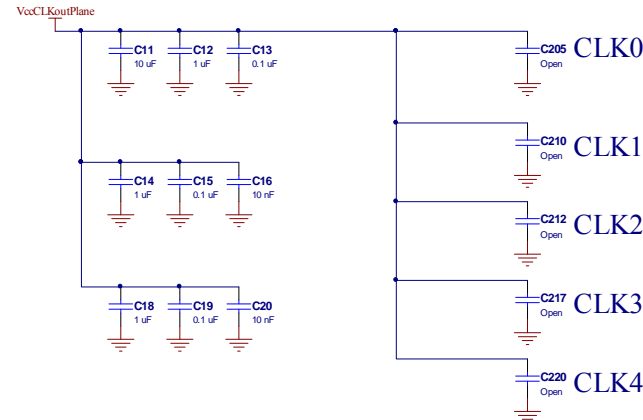 VccCLKoutPlane
C11
10 uF
C12
1 uF
C13
0.1 uF
C205
Open
CLK0
C210
Open
CLK1
C14
1 uF
C15
0.1 uF
C16
10 nF
C212
Open
CLK2
C217
Open
CLK3
C18
1 uF
C19
0.1 uF
C20
10 nF
C220
Open
CLK4